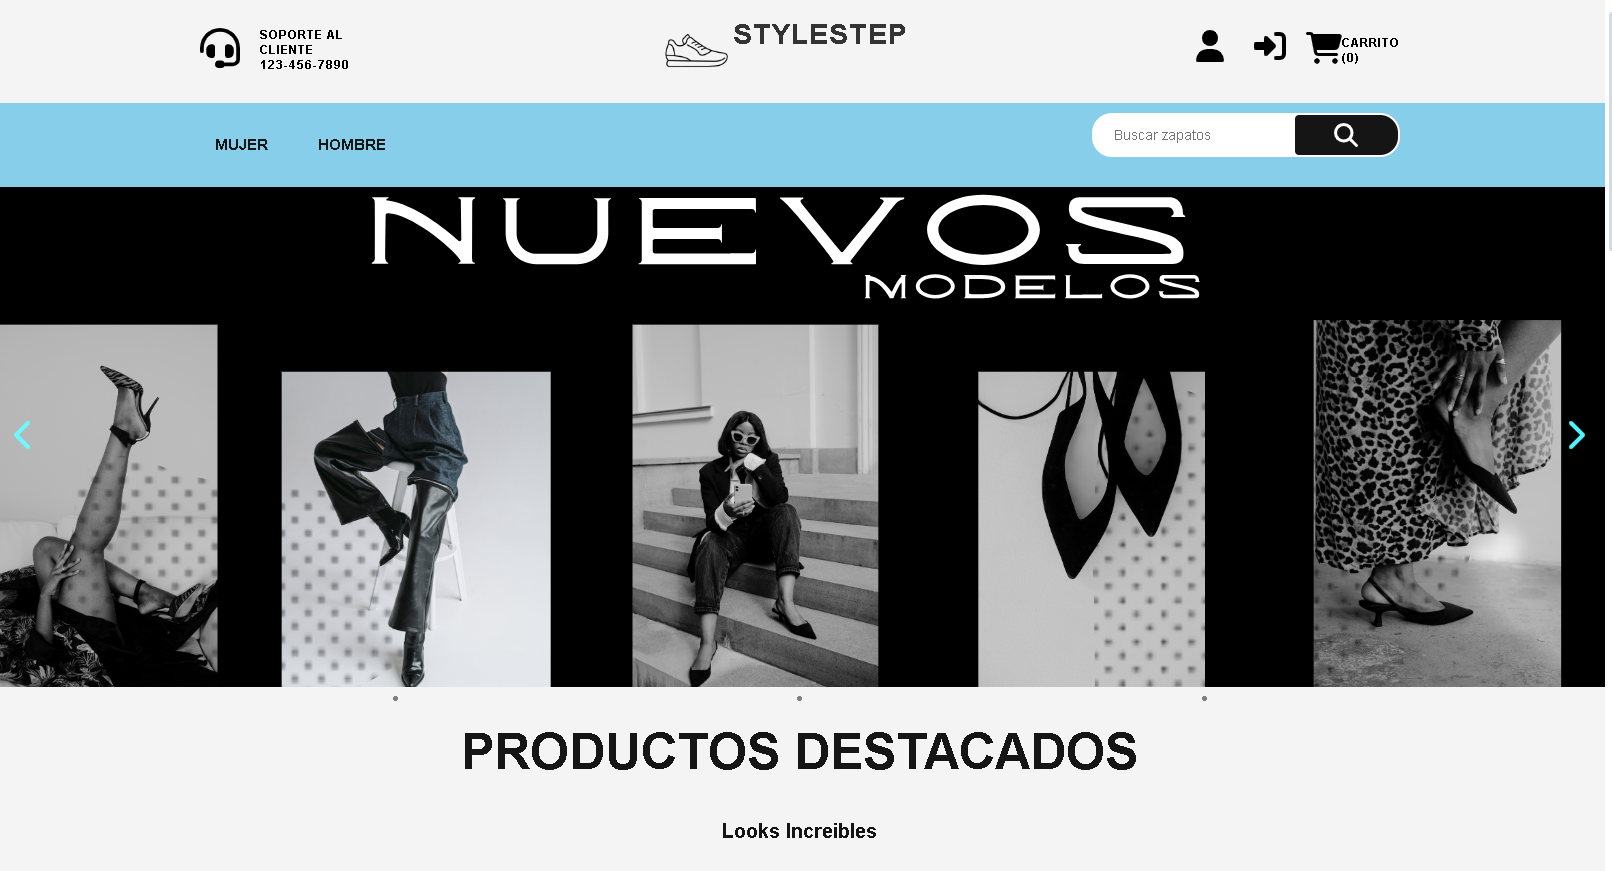 SOPORTE AL
CLIENTE
123-456-7890
STYLESTEP
CARRITO
(0)
MUJER
HOMBRE
Buscar zapatos
NUEVOS
MODELOS
PRODUCTOS DESTACADOS
Looks Increibles